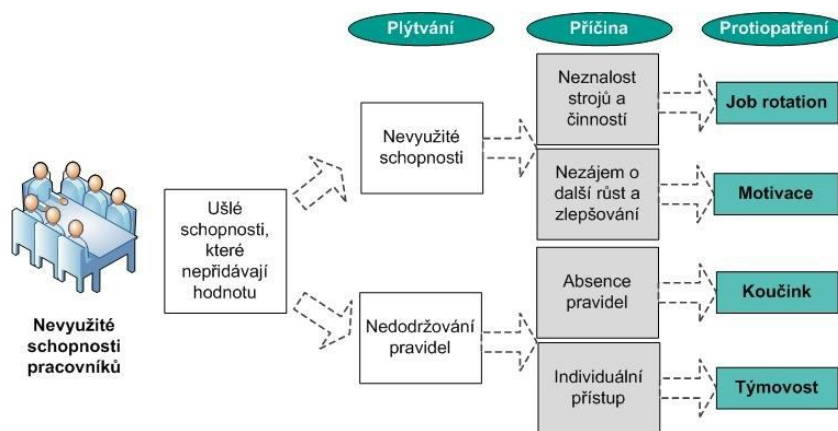 Plýtvání
Příčina
Protiopatření
Neznalost
strojů a
činností
Job rotation
Nevyužité
schopnosti
Nezájem o
další růst a
zlepšování
Motivace
Ušlé
schopnosti,
které
nepřidávají
hodnotu
Absence
pravidel
Koučink
Nedodržování
pravidel
Individuální
přístup
Týmovost
Nevyužité
schopnosti
pracovníků